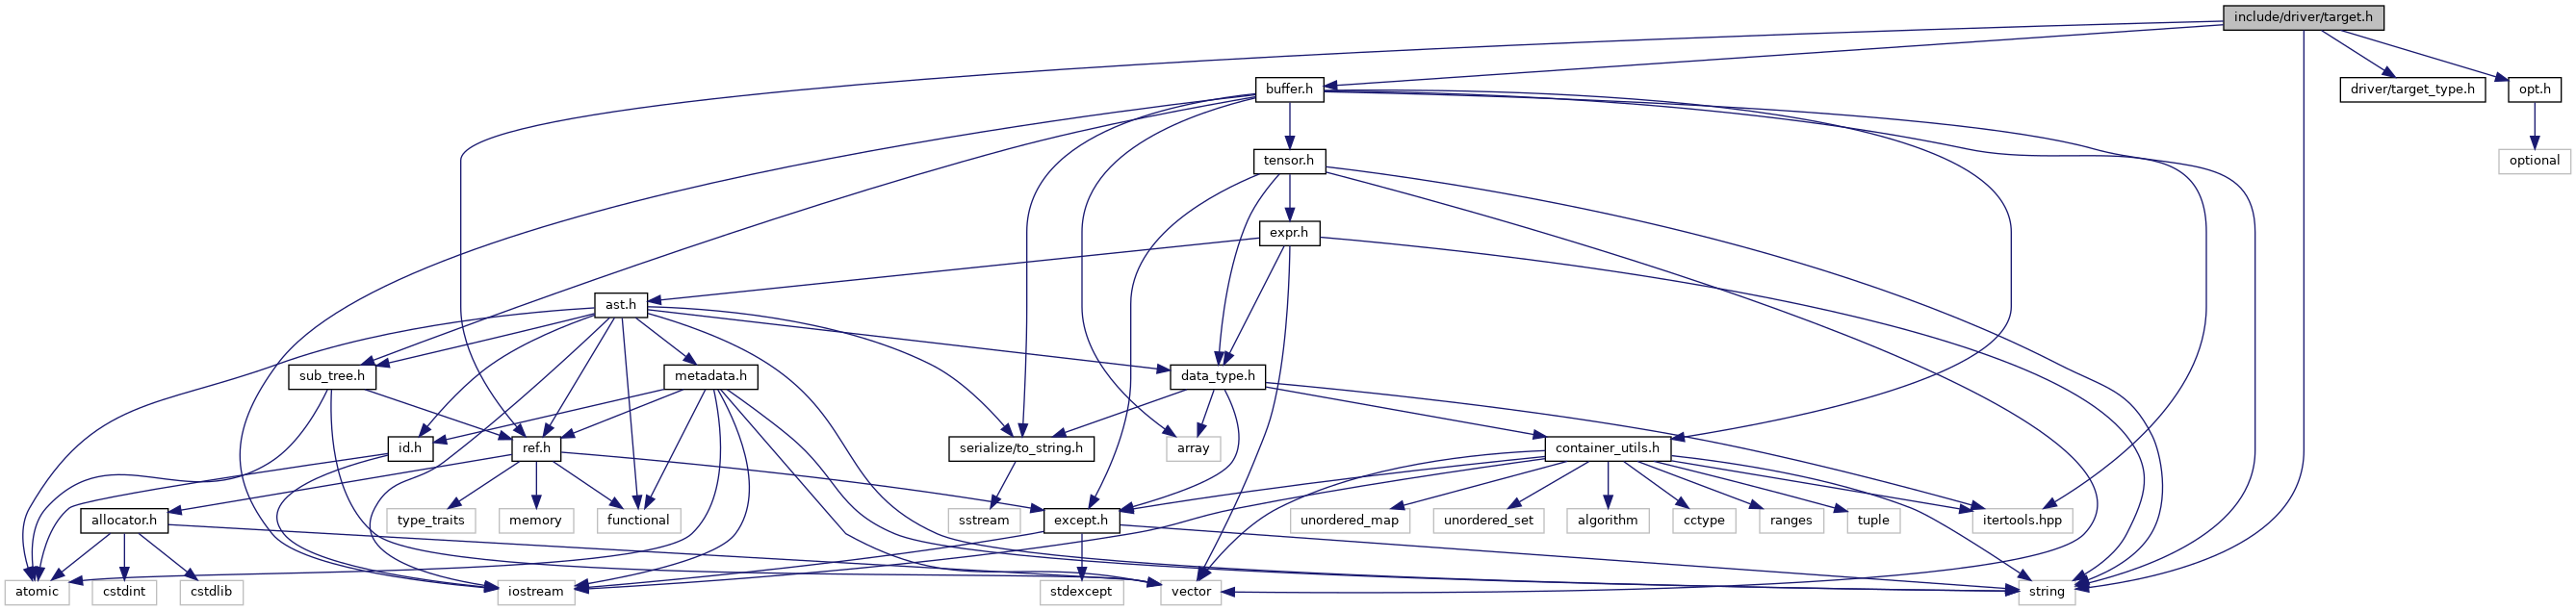 include/driver/target.h
buffer.h
driver/target_type.h
opt.h
tensor.h
optional
expr.h
ast.h
sub_tree.h
metadata.h
data_type.h
id.h
ref.h
serialize/to_string.h
array
container_utils.h
allocator.h
type_traits
memory
functional
sstream
except.h
unordered_map
unordered_set
algorithm
cctype
ranges
tuple
itertools.hpp
atomic
cstdint
cstdlib
iostream
stdexcept
vector
string